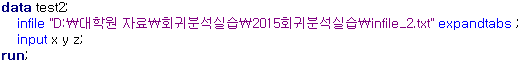 data test2;
infile "D:₩대학원 자료₩회귀분석실습₩2015회귀분석실습₩infile_2.txt" expandtabs ;
input x y z;
run;